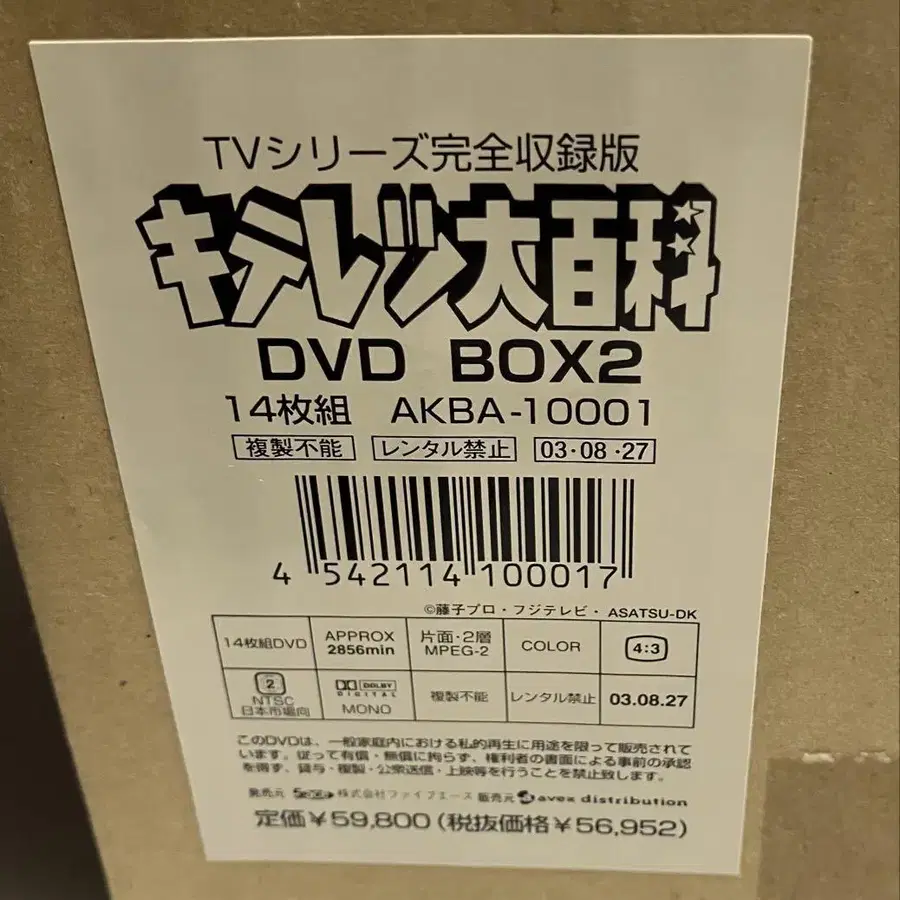 TVシリーズ完全収録版
キテレツ大百科
DVD BOX2
14枚組 AKBA-10001
複製不能 レンタル禁止 03・08・27
4 542114 100017
©藤子プロ・フジテレビ・ASATSU-DK
14枚組DVD APPROX 2856min 片面・2層 MPEG-2 COLOR 4:3
2 NTSC 日本市場向 DOLBY DIGITAL MONO 複製不能 レンタル禁止 03.08.27
このDVDは、一般家庭内における私的再生に用途を限って販売されて
います。従って有償・無償に拘らず、権利者の書面による事前の承認
を得ず、貸与・複製・公衆送信・上映等を行うことを禁止致します。
発売元 株式会社ファイブエース 販売元 avex distribution
定価¥59,800(税抜価格¥56,952)